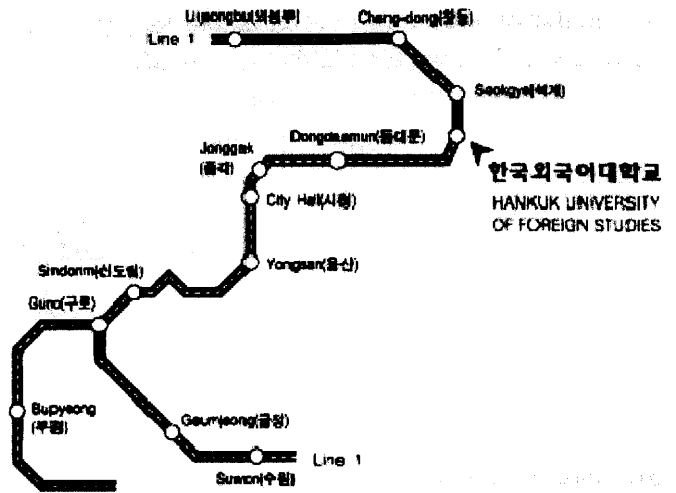 Uijeongbu(의정부)
Chang-dong(창동)
Line 1
Seokgye(석계)
Dongdaemun(동대문)
Jonggak
(종각)
한국외국어대학교
HANKUK UNIVERSITY
OF FOREIGN STUDIES
City Hall(시청)
Yongsan(용산)
Sindorim(신도림)
Guro(구로)
Bupyeong
(부평)
Geumjeong(금정)
Line 1
Suwon(수원)